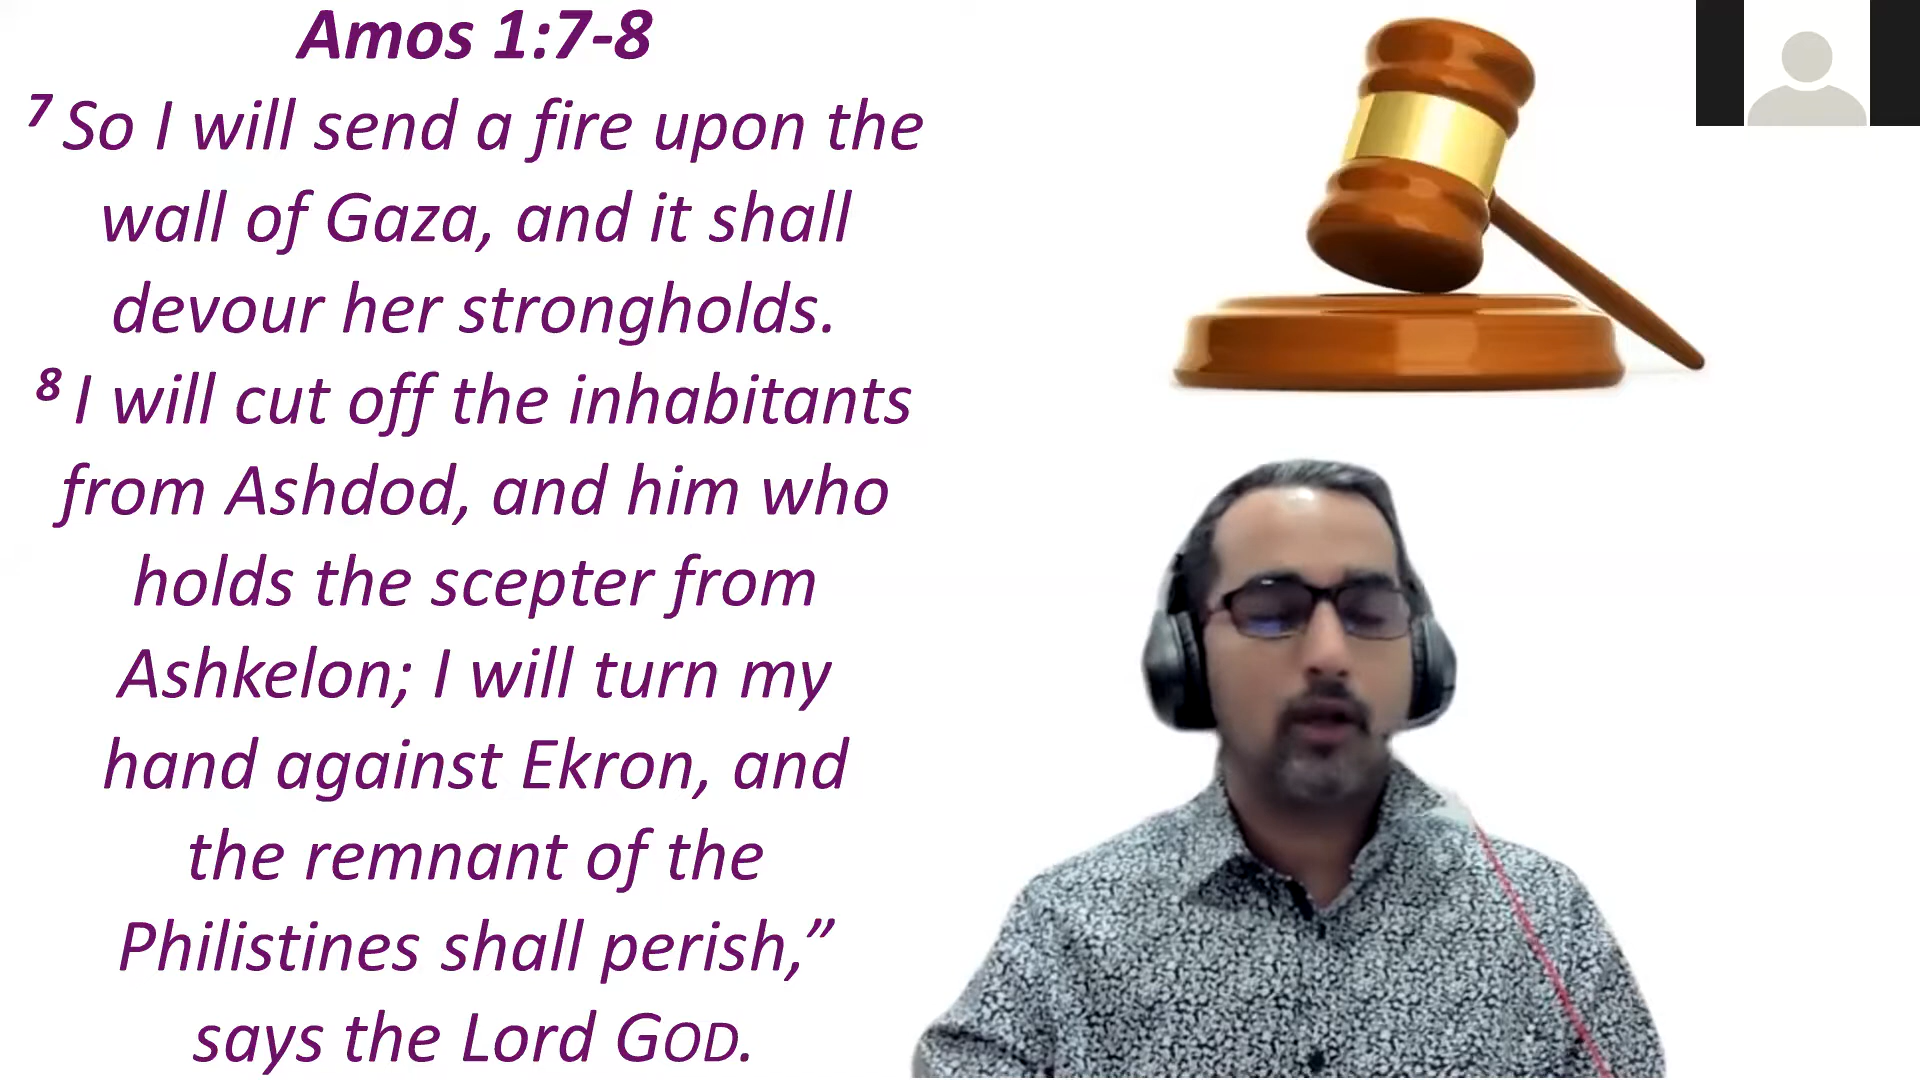 Amos 1:7-8
7 So I will send a fire upon the
wall of Gaza, and it shall
devour her strongholds.
8 I will cut off the inhabitants
from Ashdod, and him who
holds the scepter from
Ashkelon; I will turn my
hand against Ekron, and
the remnant of the
Philistines shall perish,”
says the Lord GOD.